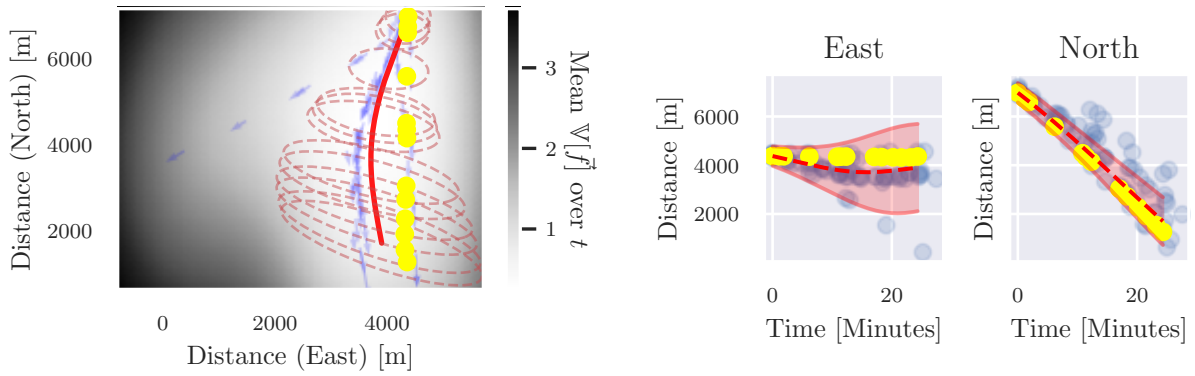 Distance (North) [m]
6000
4000
2000
0
2000
4000
Distance (East) [m]
3
2
1
Mean 𝕍[f⃗] over t
East
Distance [m]
6000
4000
2000
0
20
Time [Minutes]
North
Distance [m]
0
20
Time [Minutes]